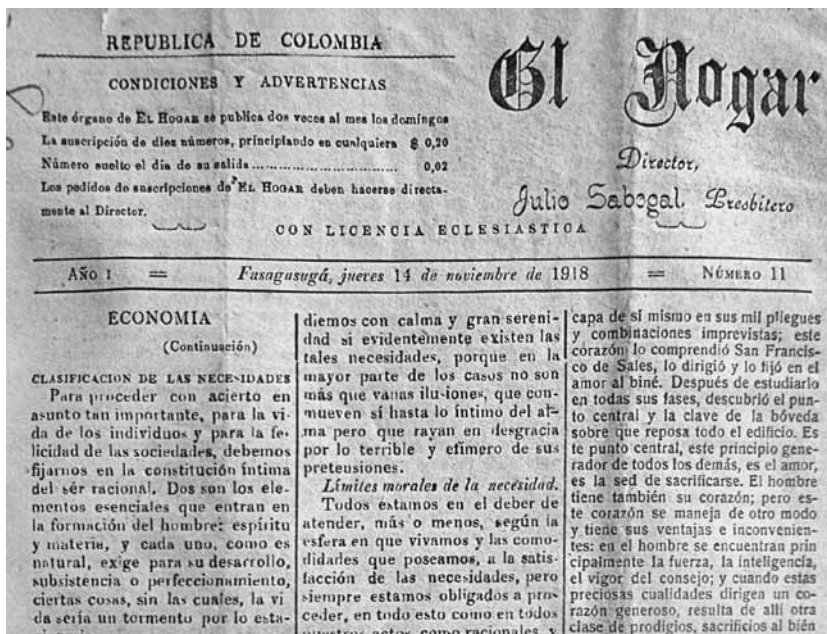 REPUBLICA DE COLOMBIA
CONDICIONES Y ADVERTENCIAS
Este órgano de EL HOGAR se publica dos veces al mes los domingos
La suscripción de diez números, principiando en cualquiera $ 0,20
Número suelto el día de su salida .............................. 0,02
Los pedidos de suscripciones de EL HOGAR deben hacerse directa-
mente al Director.
El Hogar
Director,
Julio Sabogal. Presbítero
CON LICENCIA ECLESIASTICA
AÑO I = Fusagasugá, jueves 14 de noviembre de 1918 = NÚMERO 11
ECONOMIA
(Continuación)
CLASIFICACION DE LAS NECESIDADES
Para proceder con acierto en
asunto tan importante, para la vi-
da de los individuos y para la fe-
licidad de las sociedades, debemos
fijarnos en la constitución íntima
del sér racional. Dos son los ele-
mentos esenciales que entran en
la formación del hombre: espíritu
y materia, y cada uno, como es
natural, exige para su desarrollo,
subsistencia o perfeccionamiento,
ciertas cosas, sin las cuales, la vi
da sería un tormento por lo esta-
diemos con calma y gran sereni-
dad si evidentemente existen las
tales necesidades, porque en la
mayor parte de los casos no son
más que vanas ilusiones, que con-
mueven sí hasta lo íntimo del al-
ma pero que rayan en desgracia
por lo terrible y efímero de sus
pretensiones.
Límites morales de la necesidad.
Todos estamos en el deber de
atender, más o menos, según la
esfera en que vivamos y las como-
didades que poseamos, a la satis-
facción de las necesidades, pero
siempre estamos obligados a pro-
ceder, en todo esto como en todos
nuestros actos como racionales y
capa de sí mismo en sus mil pliegues
y combinaciones imprevistas; este
corazón lo comprendió San Francis-
co de Sales, lo dirigió y lo fijó en el
amor al biné. Después de estudiarlo
en todas sus fases, descubrió el pun-
to central y la clave de la bóveda
sobre que reposa todo el edificio. Es
te punto central, este principio gene-
rador de todos los demás, es el amor,
es la sed de sacrificarse. El hombre
tiene también su corazón; pero es-
te corazón se maneja de otro modo
y tiene sus ventajas e inconvenien-
tes: en el hombre se encuentran prin
cipalmente la fuerza, la inteligencia,
el vigor del consejo; y cuando estas
preciosas cualidades dirigen un co-
razón generoso, resulta de allí otra
clase de prodigios, sacrificios al bién